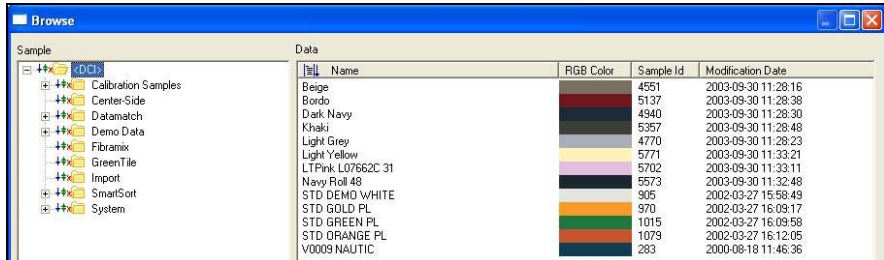 Browse
Sample
Data
<DCI>
Calibration Samples
Center-Side
Datamatch
Demo Data
Fibramix
GreenTile
Import
SmartSort
System
Name RGB Color Sample Id Modification Date
Beige 4551 2003-09-30 11:28:16
Bordo 5137 2003-09-30 11:28:38
Dark Navy 4940 2003-09-30 11:28:30
Khaki 5357 2003-09-30 11:28:48
Light Grey 4770 2003-09-30 11:28:23
Light Yellow 5771 2003-09-30 11:33:21
LTPink L07662C 31 5702 2003-09-30 11:33:11
Navy Roll 48 5573 2003-09-30 11:32:48
STD DEMO WHITE 905 2002-03-27 15:58:49
STD GOLD PL 970 2002-03-27 16:09:17
STD GREEN PL 1015 2002-03-27 16:09:58
STD ORANGE PL 1079 2002-03-27 16:12:05
V0009 NAUTIC 283 2000-08-18 11:46:36